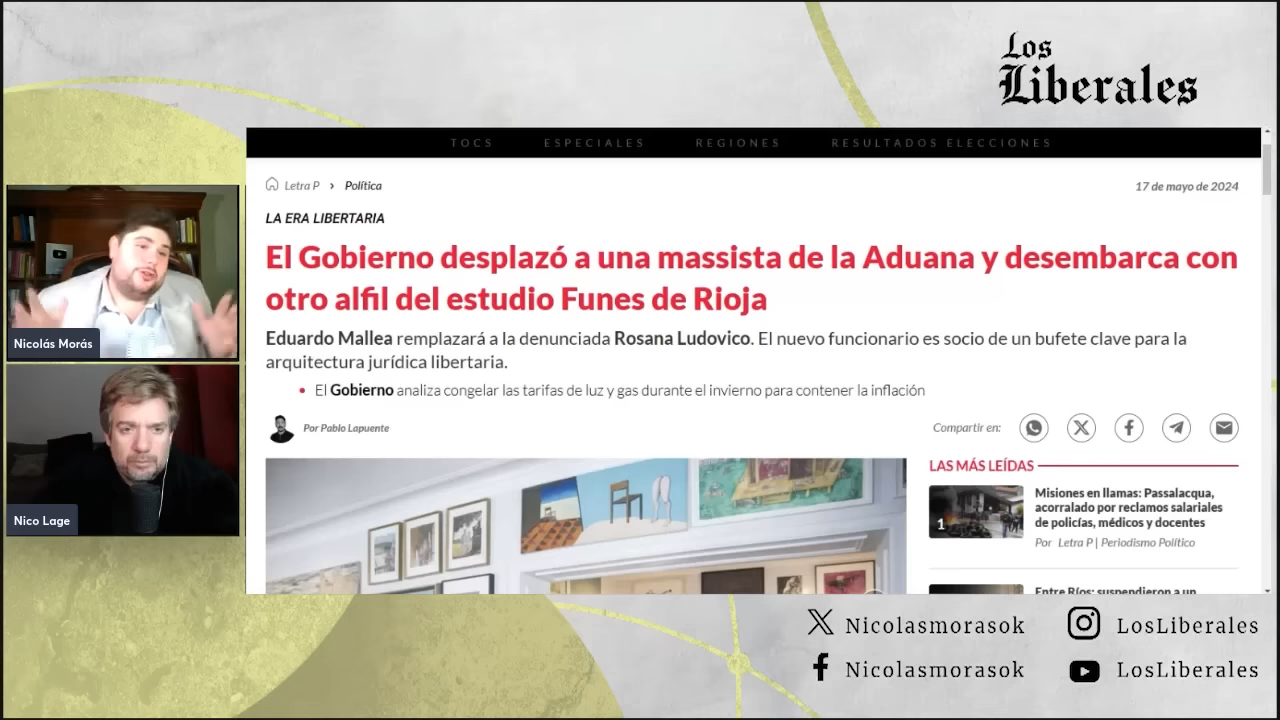 Los
Liberales
TOCS ESPECIALES REGIONES RESULTADOS ELECCIONES
Letra P › Política
17 de mayo de 2024
LA ERA LIBERTARIA
El Gobierno desplazó a una massista de la Aduana y desembarca con
otro alfil del estudio Funes de Rioja
Eduardo Mallea remplazará a la denunciada Rosana Ludovico. El nuevo funcionario es socio de un bufete clave para la
arquitectura jurídica libertaria.
• El Gobierno analiza congelar las tarifas de luz y gas durante el invierno para contener la inflación
Por Pablo Lapuente
Compartir en:
LAS MÁS LEÍDAS
1
Misiones en llamas: Passalacqua,
acorralado por reclamos salariales
de policías, médicos y docentes
Por Letra P | Periodismo Político
Entre Ríos: suspendieron a un
Nicolás Morás
Nico Lage
Nicolasmorasok
LosLiberales
Nicolasmorasok
LosLiberales